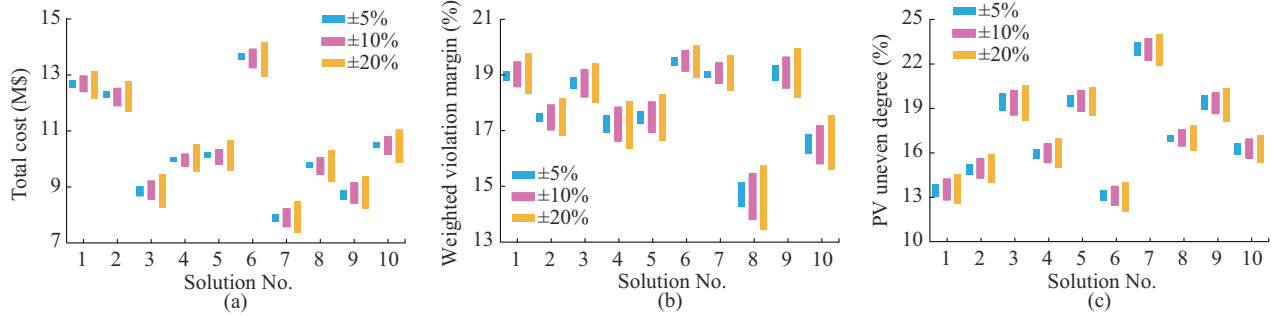 Total cost (M$)
15
13
11
9
7
±5%
±10%
±20%
1 2 3 4 5 6 7 8 9 10
Solution No.
(a)
Weighted violation margin (%)
21
19
17
15
13
±5%
±10%
±20%
1 2 3 4 5 6 7 8 9 10
Solution No.
(b)
PV uneven degree (%)
25
22
19
16
13
10
±5%
±10%
±20%
1 2 3 4 5 6 7 8 9 10
Solution No.
(c)